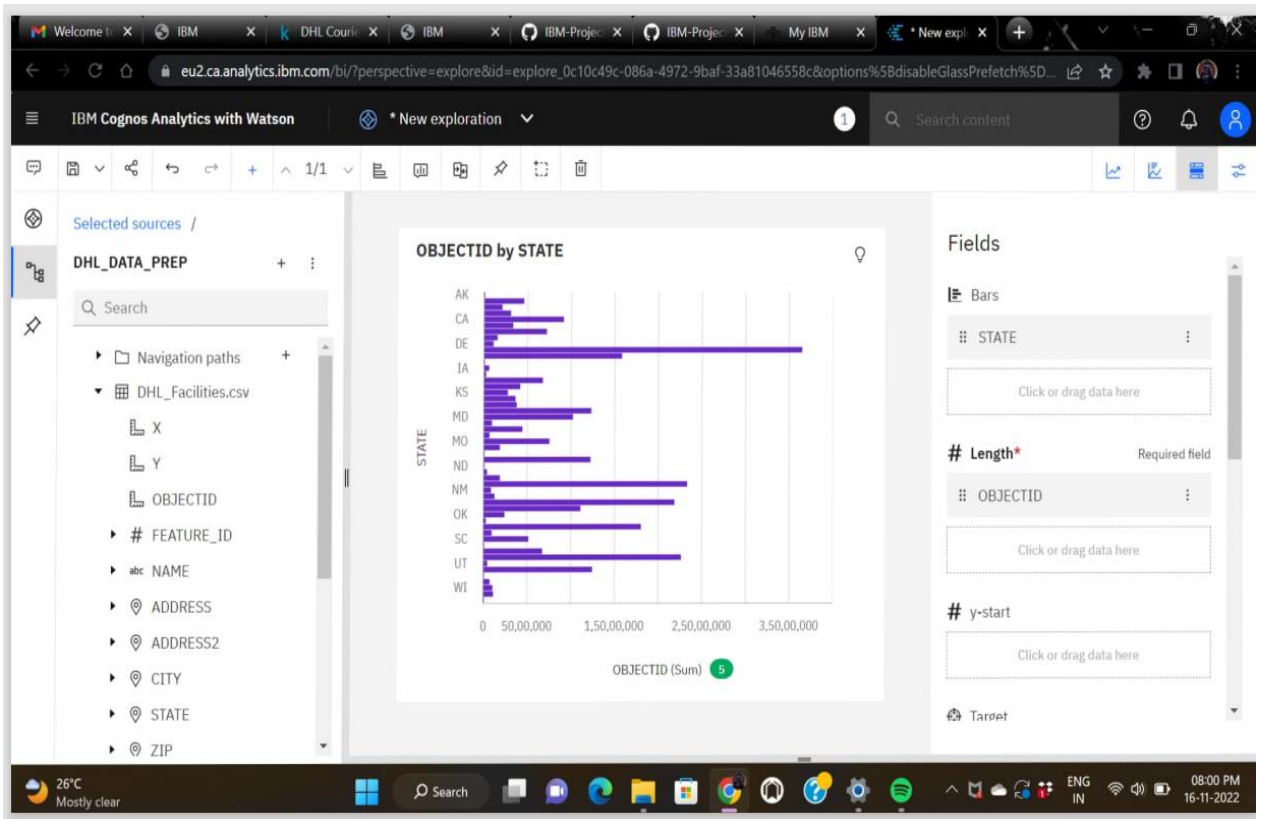 Welcome to
IBM
DHL Courie
IBM
IBM-Projec
IBM-Projec
My IBM
* New expl
eu2.ca.analytics.ibm.com/bi/?perspective=explore&id=explore_0c10c49c-086a-4972-9baf-33a81046558c&options%5BdisableGlassPrefetch%5D...
IBM Cognos Analytics with Watson
* New exploration
1
Search content
1/1
Selected sources /
DHL_DATA_PREP
Search
Navigation paths
DHL_Facilities.csv
X
Y
OBJECTID
# FEATURE_ID
abc NAME
ADDRESS
ADDRESS2
CITY
STATE
ZIP
OBJECTID by STATE
STATE
AK
CA
DE
IA
KS
MD
MO
ND
NM
OK
SC
UT
WI
0 50,00,000 1,50,00,000 2,50,00,000 3,50,00,000
OBJECTID (Sum) 5
Fields
Bars
STATE
Click or drag data here
# Length* Required field
OBJECTID
Click or drag data here
# y-start
Click or drag data here
Target
26°C
Mostly clear
Search
ENG
IN
08:00 PM
16-11-2022